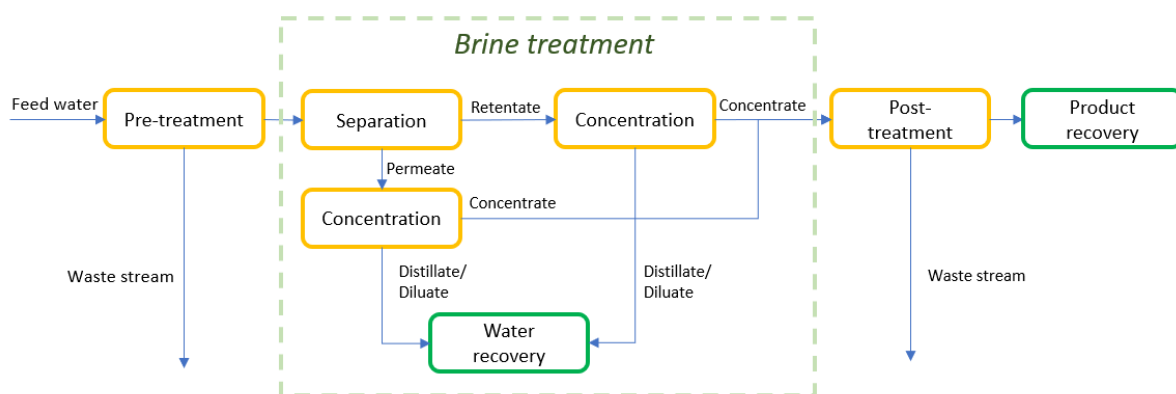 Brine treatment
Feed water
Pre-treatment
Separation
Retentate
Concentration
Concentrate
Post-
treatment
Product
recovery
Permeate
Concentration
Concentrate
Waste stream
Distillate/
Diluate
Distillate/
Diluate
Waste stream
Water
recovery